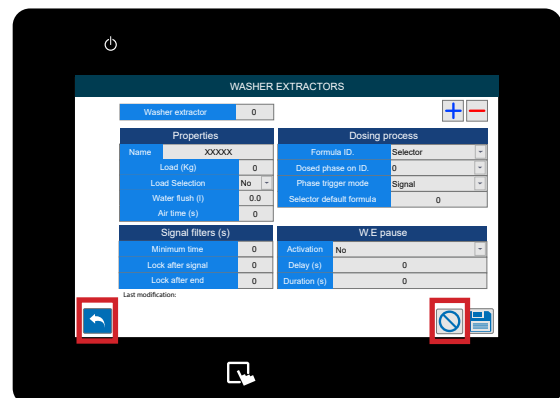 WASHER EXTRACTORS
Washer extractor 0
Properties
Name XXXXX
Load (Kg) 0
Load Selection No
Water flush (l) 0.0
Air time (s) 0
Dosing process
Formula ID. Selector
Dosed phase on ID. 0
Phase trigger mode Signal
Selector default formula 0
Signal filters (s)
Minimum time 0
Lock after signal 0
Lock after end 0
W.E pause
Activation No
Delay (s) 0
Duration (s) 0
Last modification: